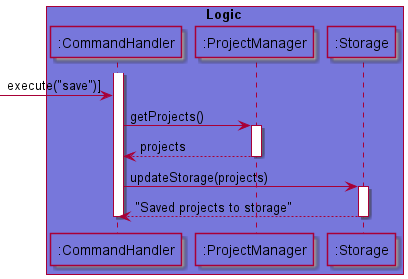 Logic
:CommandHandler :ProjectManager :Storage
execute("save")]
getProjects()
projects
updateStorage(projects)
"Saved projects to storage"
:CommandHandler :ProjectManager :Storage